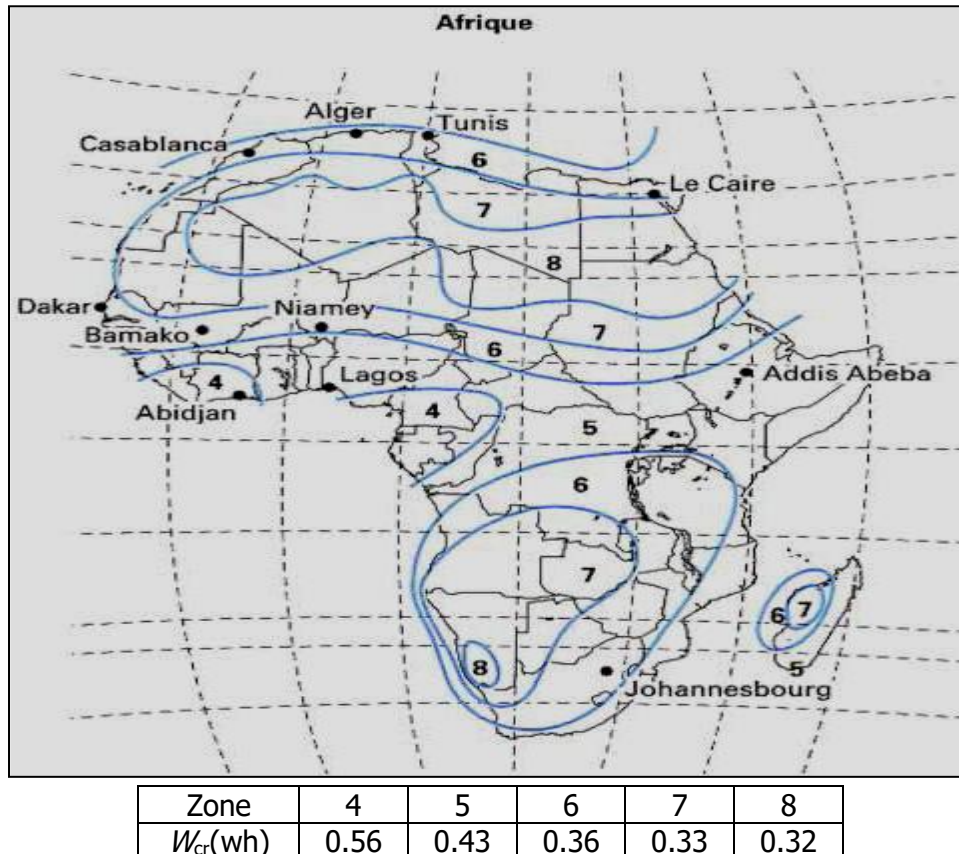 Afrique
Alger
Tunis
Casablanca
6
Le Caire
7
8
Dakar
Niamey
Bamako
7
6
Addis Abeba
4
Lagos
Abidjan
4
5
6
7
6 7
8
5
Johannesbourg
Zone 4 5 6 7 8
Wcr(wh) 0.56 0.43 0.36 0.33 0.32